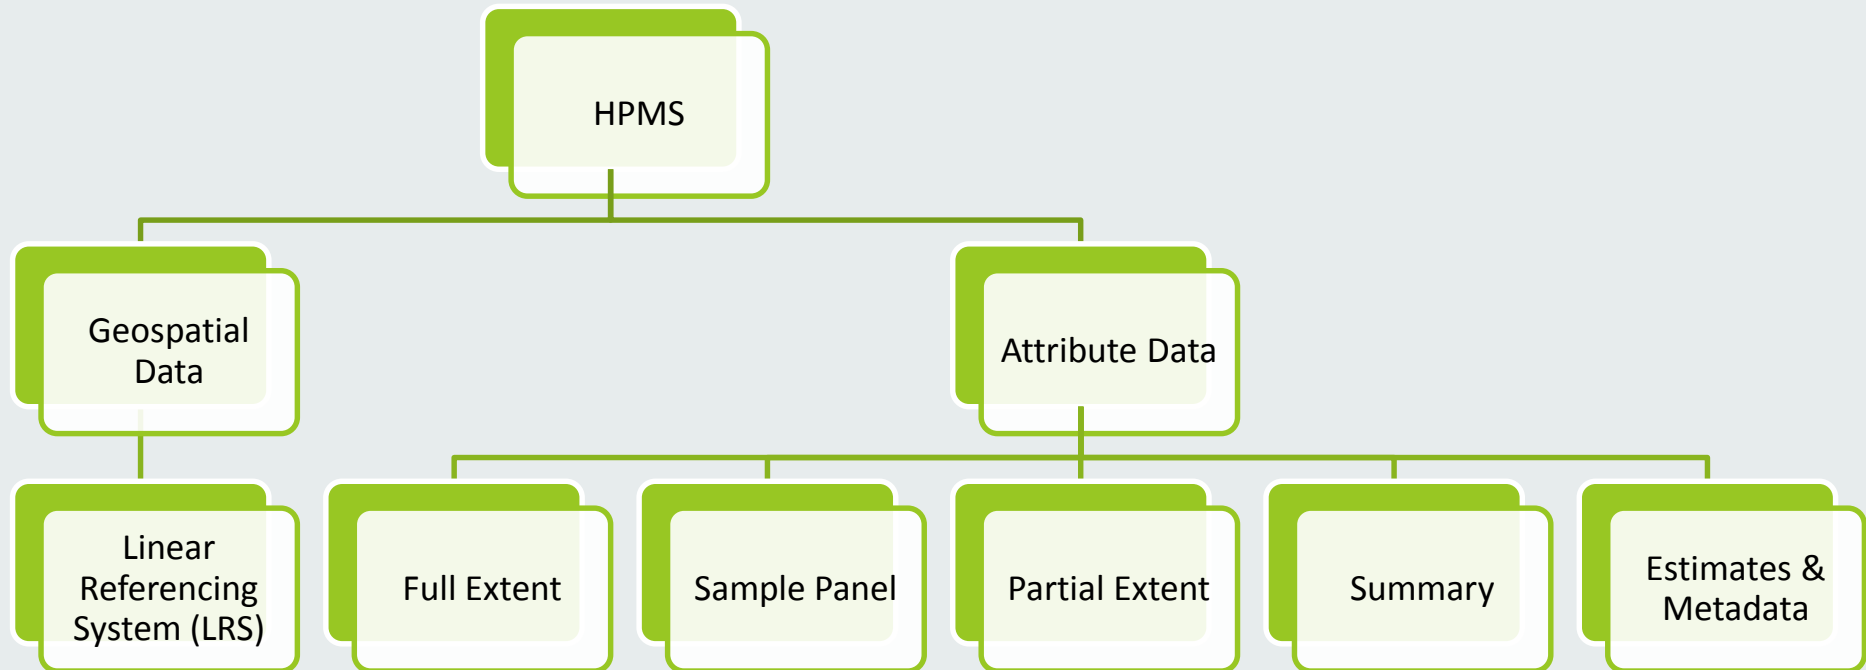 HPMS
Geospatial
Data
Attribute Data
Linear
Referencing
System (LRS)
Full Extent
Sample Panel
Partial Extent
Summary
Estimates &
Metadata